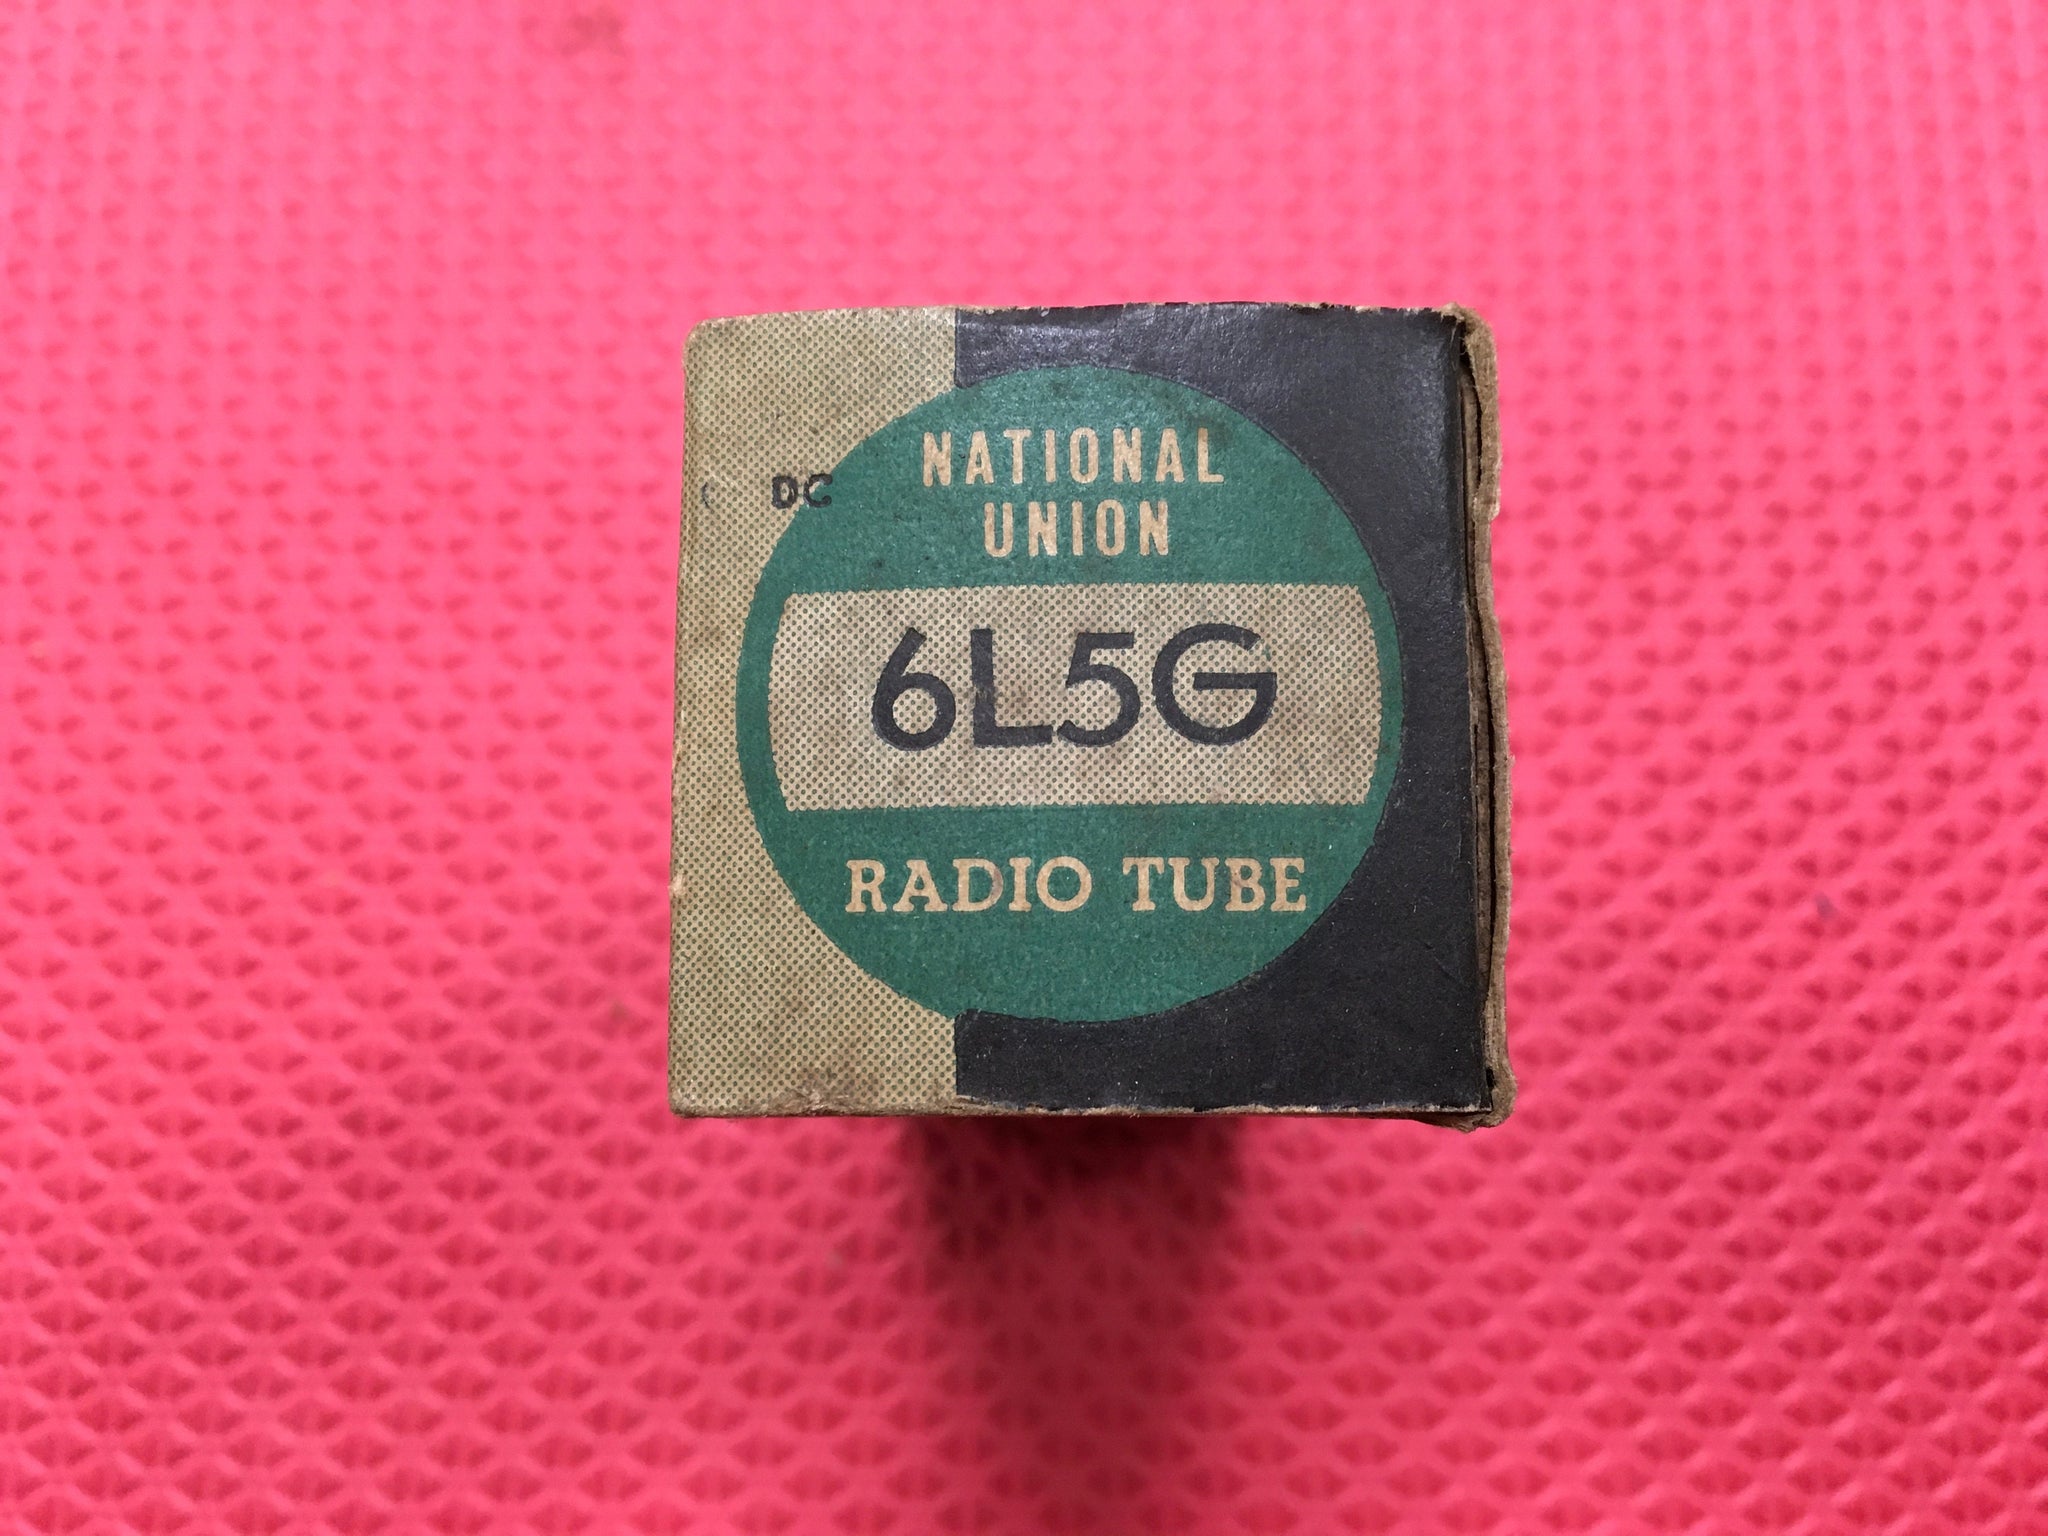 NATIONAL
UNION
DC
6L5G
RADIO TUBE